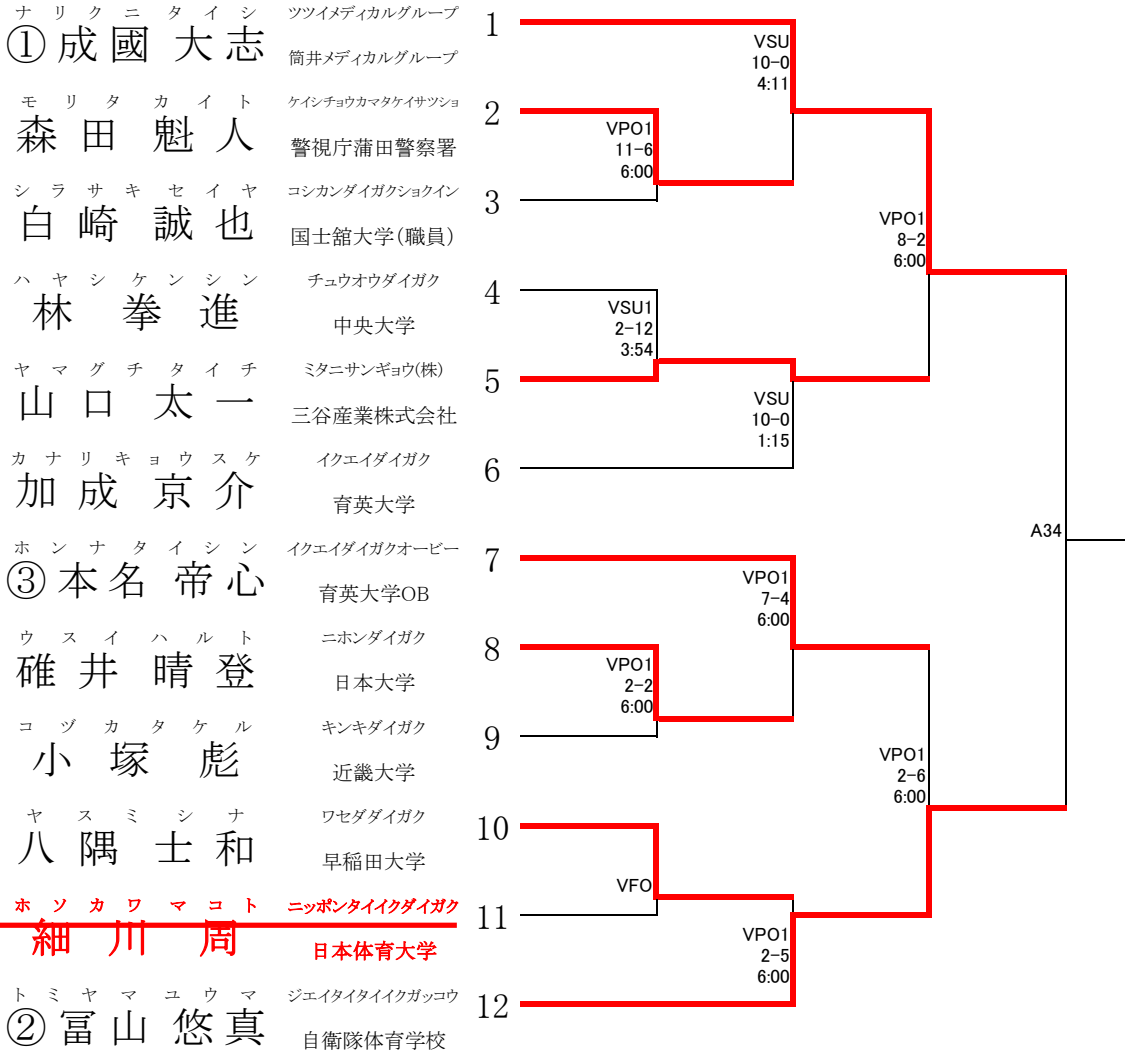 ナリクニタイシ ツツイメディカルグループ
①成國 大志 筒井メディカルグループ 1
モリタカイト ケイシチョウカマタケイサツショ
森田 魁人 警視庁蒲田警察署 2
シラサキセイヤ コシカンダイガクショクイン
白崎 誠也 国士舘大学(職員) 3
ハヤシケンシン チュウオウダイガク
林 拳進 中央大学 4
ヤマグチタイチ ミタニサンギョウ(株)
山口 太一 三谷産業株式会社 5
カナリキョウスケ イクエイダイガク
加成 京介 育英大学 6
ホンナタイシン イクエイダイガクオービー
③本名 帝心 育英大学OB 7
ウスイハルト ニホンダイガク
碓井 晴登 日本大学 8
コヅカタケル キンキダイガク
小塚 彪 近畿大学 9
ヤスミシナ ワセダダイガク
八隅 士和 早稲田大学 10
ホソカワマコト ニッポンタイイクダイガク
細川 周 日本体育大学 11
トミヤマユウマ ジエイタイタイイクガッコウ
②冨山 悠真 自衛隊体育学校 12
VPO1
11-6
6:00
VSU1
2-12
3:54
VPO1
2-2
6:00
VFO
VSU
10-0
4:11
VSU
10-0
1:15
VPO1
7-4
6:00
VPO1
2-5
6:00
VPO1
8-2
6:00
VPO1
2-6
6:00
A34